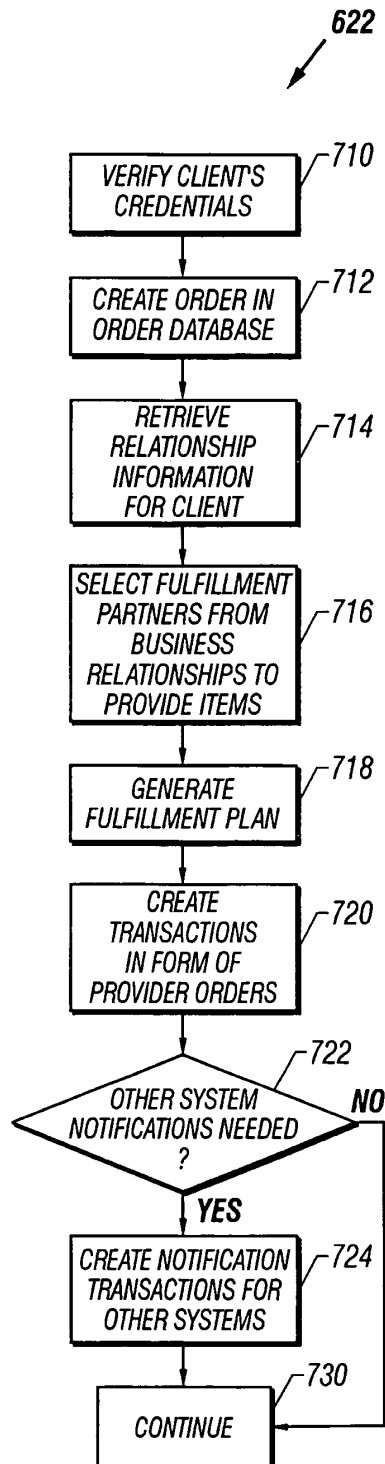 622
VERIFY CLIENT'S
CREDENTIALS
710
CREATE ORDER IN
ORDER DATABASE
712
RETRIEVE
RELATIONSHIP
INFORMATION
FOR CLIENT
714
SELECT FULFILLMENT
PARTNERS FROM
BUSINESS
RELATIONSHIPS TO
PROVIDE ITEMS
716
GENERATE
FULFILLMENT PLAN
718
CREATE
TRANSACTIONS
IN FORM OF
PROVIDER ORDERS
720
722
OTHER SYSTEM
NOTIFICATIONS NEEDED
?
NO
YES
CREATE NOTIFICATION
TRANSACTIONS FOR
OTHER SYSTEMS
724
CONTINUE
730